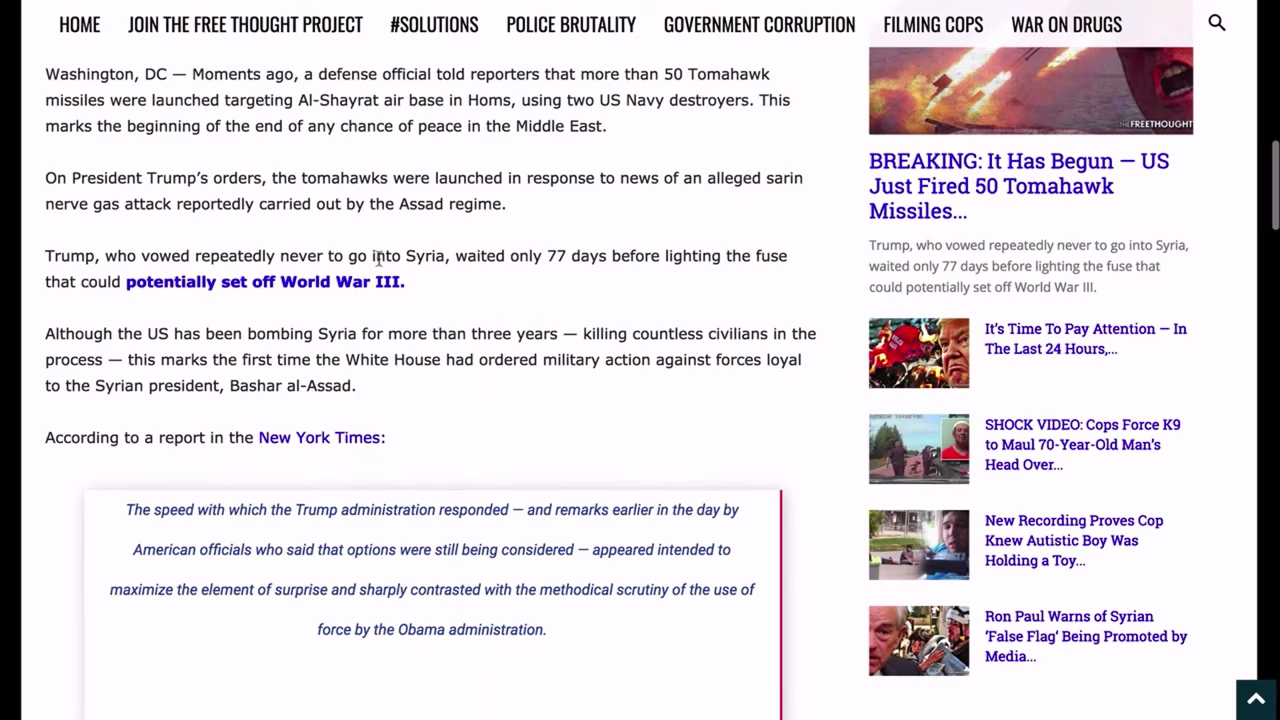 HOME JOIN THE FREE THOUGHT PROJECT #SOLUTIONS POLICE BRUTALITY GOVERNMENT CORRUPTION FILMING COPS WAR ON DRUGS
Washington, DC — Moments ago, a defense official told reporters that more than 50 Tomahawk
missiles were launched targeting Al-Shayrat air base in Homs, using two US Navy destroyers. This
marks the beginning of the end of any chance of peace in the Middle East.
On President Trump's orders, the tomahawks were launched in response to news of an alleged sarin
nerve gas attack reportedly carried out by the Assad regime.
Trump, who vowed repeatedly never to go into Syria, waited only 77 days before lighting the fuse
that could potentially set off World War III.
Although the US has been bombing Syria for more than three years — killing countless civilians in the
process — this marks the first time the White House had ordered military action against forces loyal
to the Syrian president, Bashar al-Assad.
According to a report in the New York Times:
The speed with which the Trump administration responded — and remarks earlier in the day by
American officials who said that options were still being considered — appeared intended to
maximize the element of surprise and sharply contrasted with the methodical scrutiny of the use of
force by the Obama administration.
THEFREETHOUGHT
BREAKING: It Has Begun — US
Just Fired 50 Tomahawk
Missiles...
Trump, who vowed repeatedly never to go into Syria,
waited only 77 days before lighting the fuse that
could potentially set off World War III.
It's Time To Pay Attention — In
The Last 24 Hours,...
SHOCK VIDEO: Cops Force K9
to Maul 70-Year-Old Man's
Head Over...
New Recording Proves Cop
Knew Autistic Boy Was
Holding a Toy...
Ron Paul Warns of Syrian
'False Flag' Being Promoted by
Media...